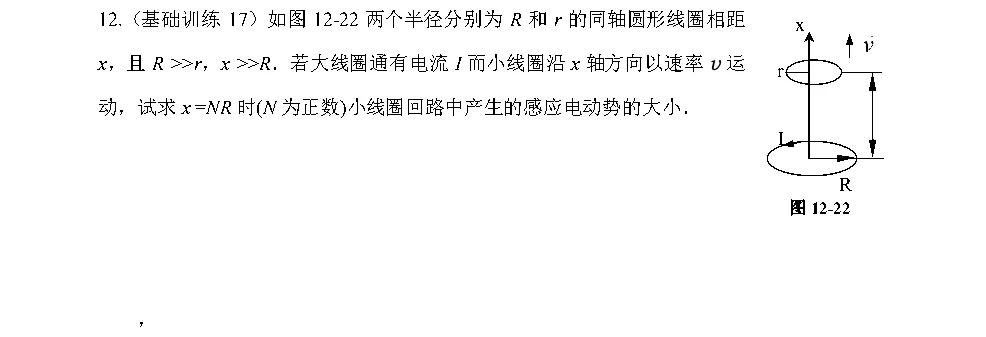 12.（基础训练 17）如图 12-22 两个半径分别为 R 和 r 的同轴圆形线圈相距
x，且 R >>r，x >>R．若大线圈通有电流 I 而小线圈沿 x 轴方向以速率 v 运
动，试求 x =NR 时(N 为正数)小线圈回路中产生的感应电动势的大小．
x
v
r
I
R
图 12-22
，